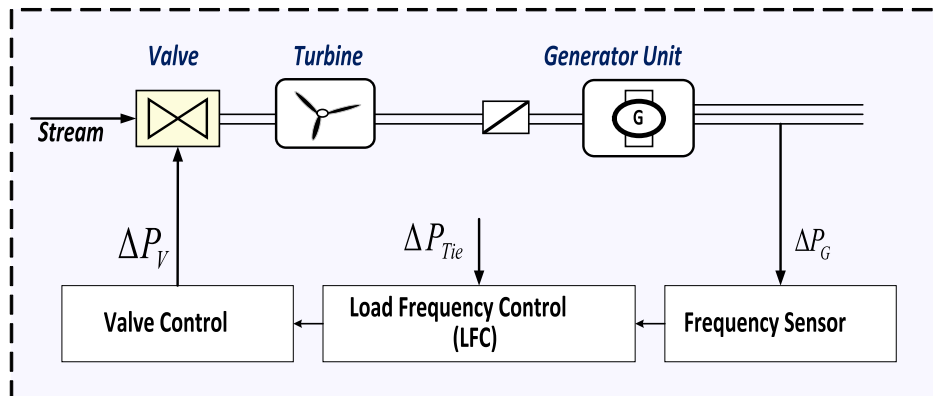 Valve
Turbine
Generator Unit
Stream
G
ΔP_V
ΔP_Tie
ΔP_G
Valve Control
Load Frequency Control
(LFC)
Frequency Sensor